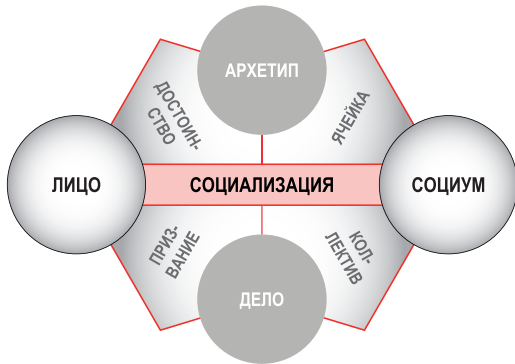 АРХЕТИП
ДОСТОИН-
СТВО
ЯЧЕЙКА
ЛИЦО
СОЦИАЛИЗАЦИЯ
СОЦИУМ
ПРИЗ-
ВАНИЕ
КОЛ-
ЛЕКТИВ
ДЕЛО